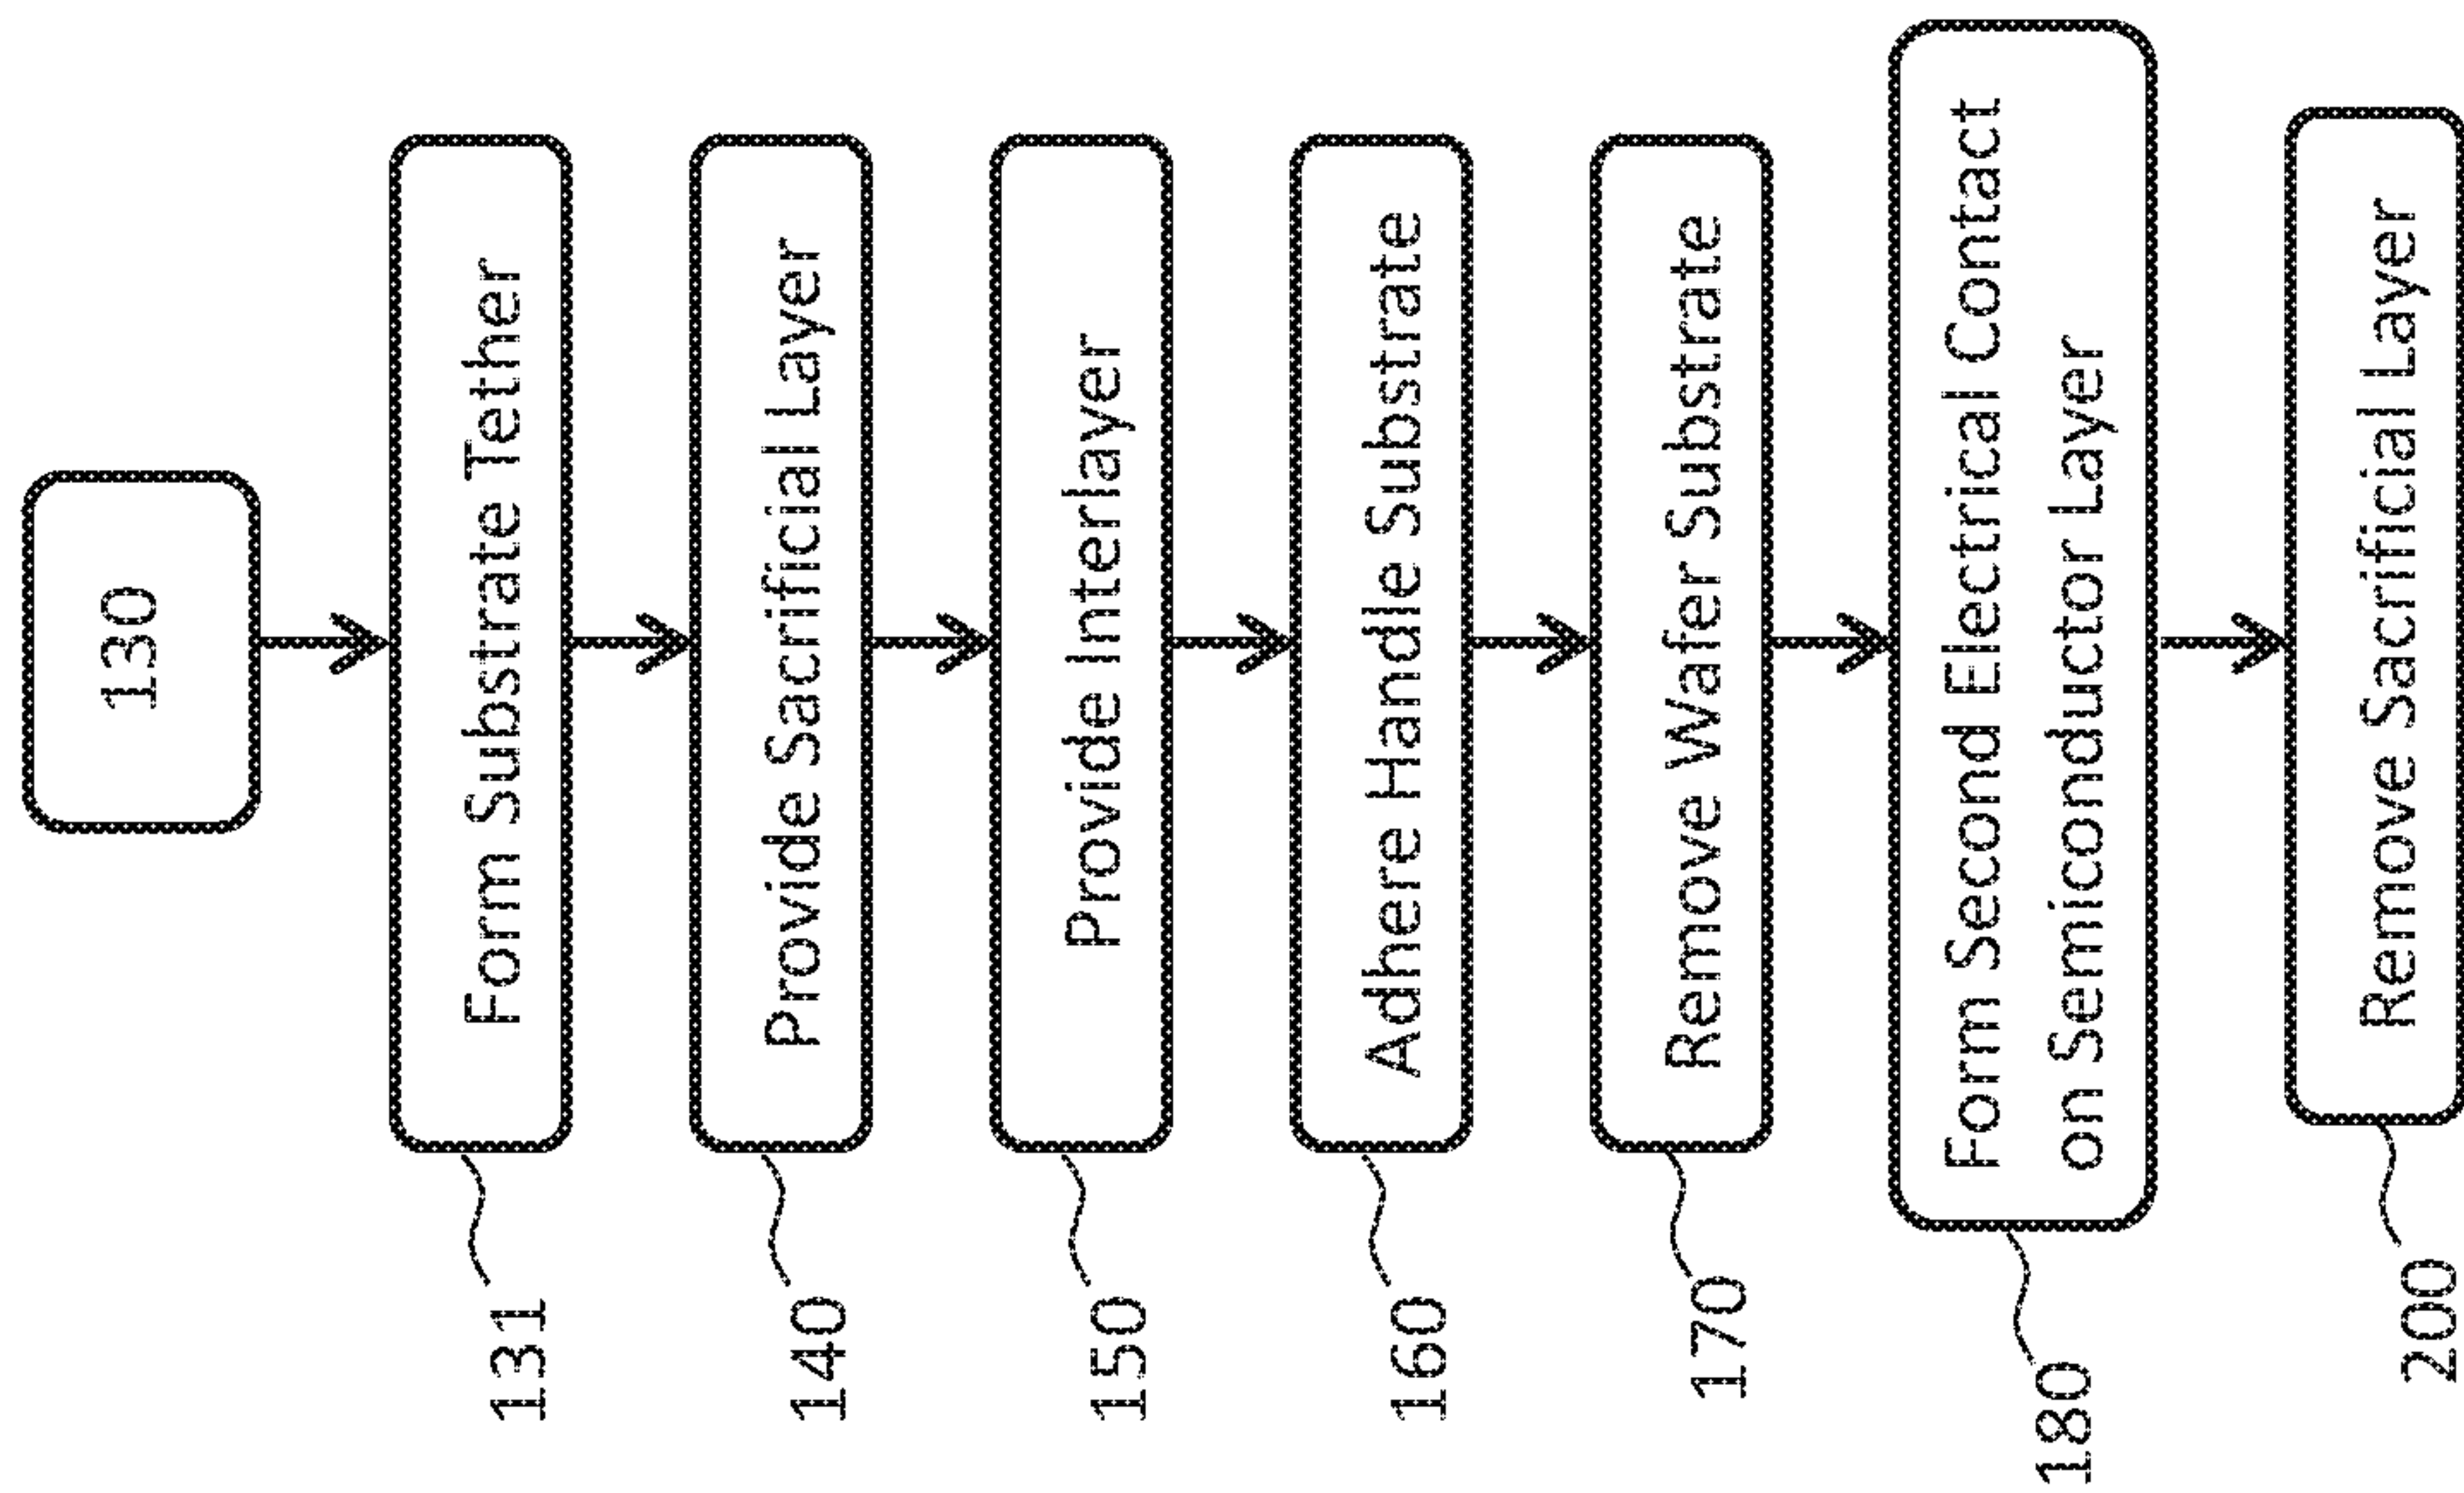 130
131
Form Substrate Tether
140
Provide Sacrificial Layer
150
Provide Interlayer
160
Adhere Handle Substrate
170
Remove Wafer Substrate
180
Form Second Electrical Contact
on Semiconductor Layer
200
Remove Sacrificial Layer